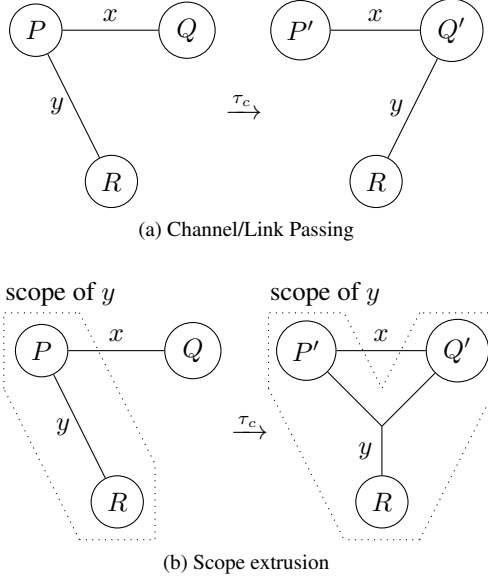 P x Q P′ x Q′
y τc y
R R
(a) Channel/Link Passing
scope of y scope of y
P x Q P′ x Q′
y τc y
R R
(b) Scope extrusion